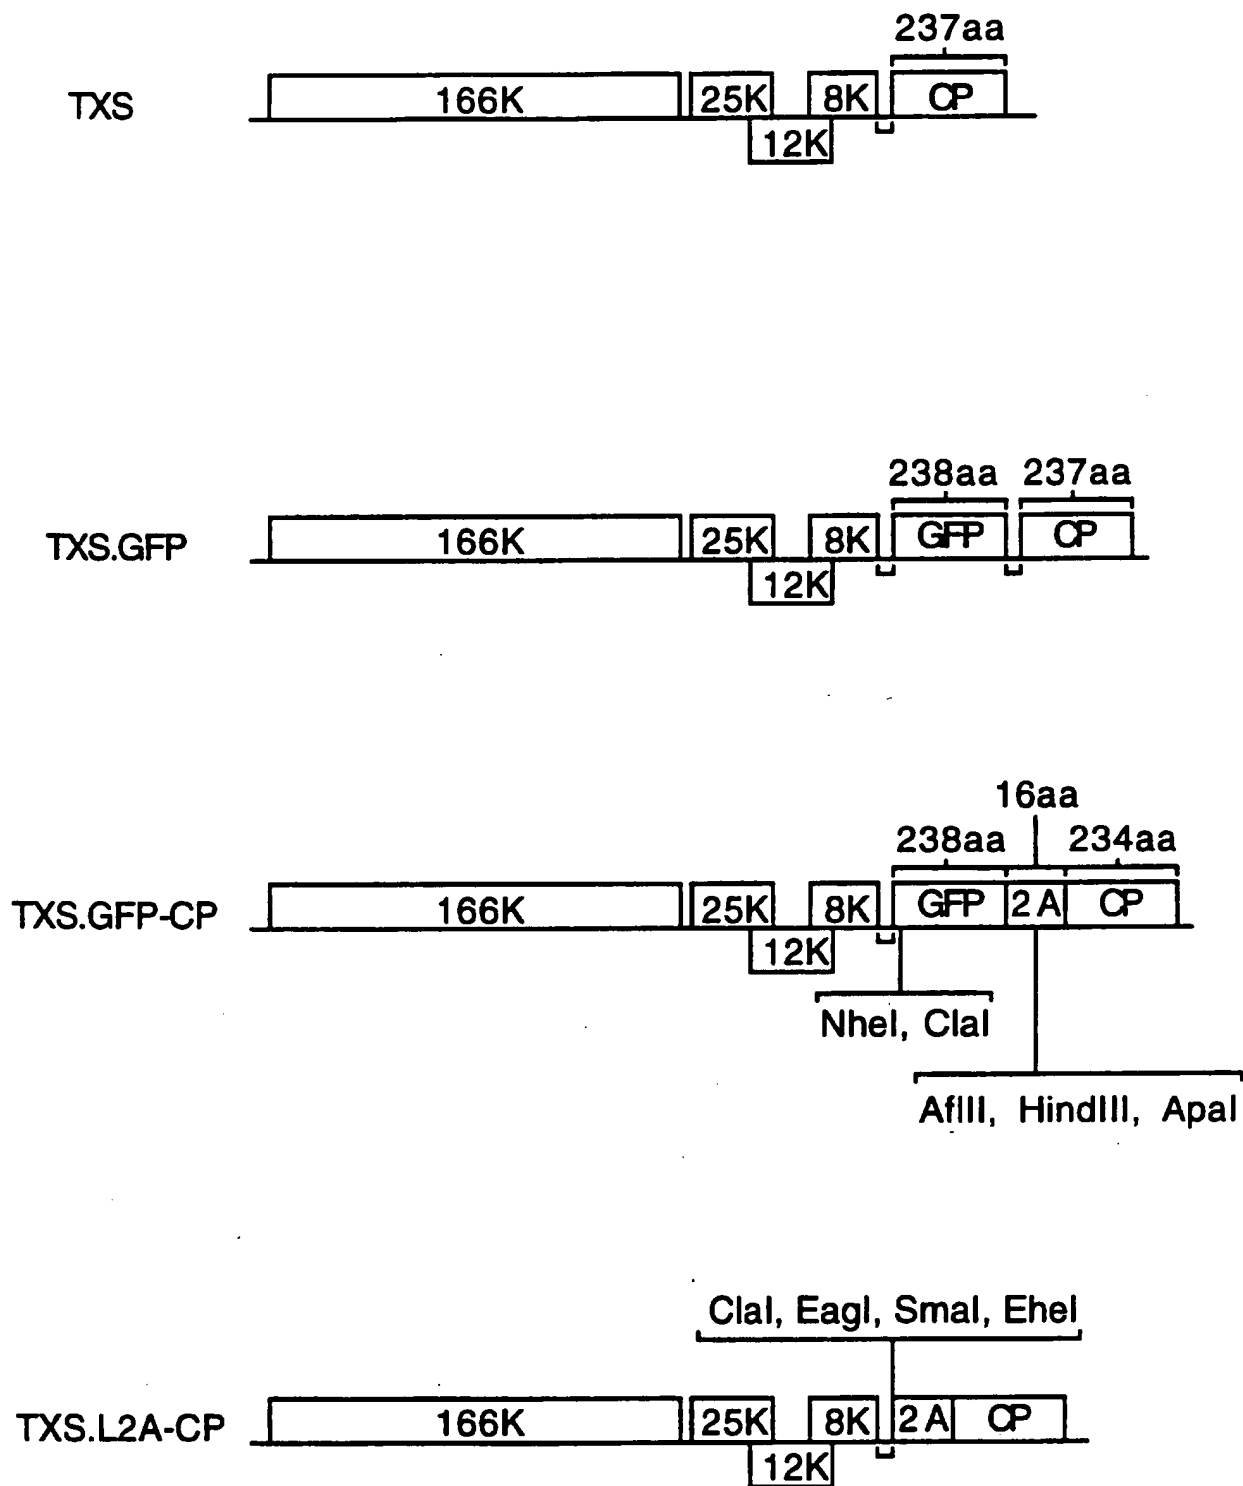 237aa
TXS 166K 25K 8K CP
12K
238aa 237aa
TXS.GFP 166K 25K 8K GFP CP
12K
16aa
238aa 234aa
TXS.GFP-CP 166K 25K 8K GFP 2A CP
12K
NheI, ClaI
AflII, HindIII, ApaI
ClaI, EagI, SmaI, EheI
TXS.L2A-CP 166K 25K 8K 2A CP
12K